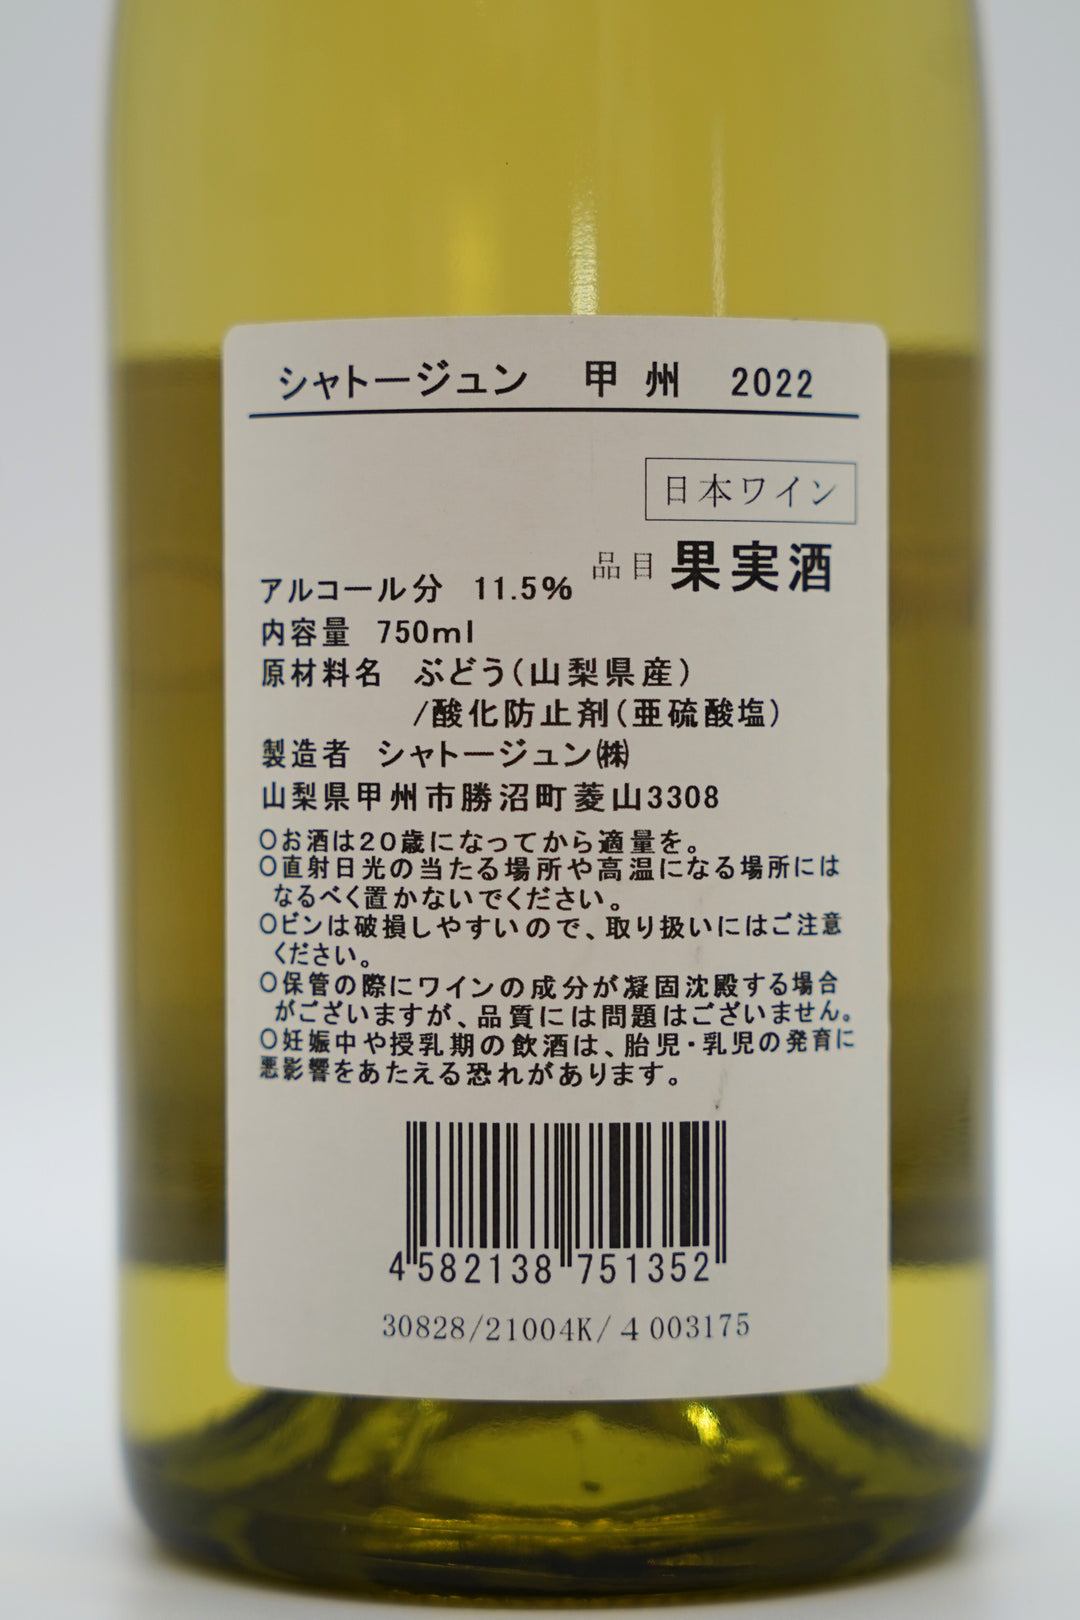 シャトージュン 甲州 2022
日本ワイン
品目 果実酒
アルコール分 11.5%
内容量 750ml
原材料名 ぶどう(山梨県産)
/酸化防止剤(亜硫酸塩)
製造者 シャトージュン㈱
山梨県甲州市勝沼町菱山3308
○お酒は20歳になってから適量を。
○直射日光の当たる場所や高温になる場所には
なるべく置かないでください。
○ビンは破損しやすいので、取り扱いにはご注意
ください。
○保管の際にワインの成分が凝固沈殿する場合
がございますが、品質には問題はございません。
○妊娠中や授乳期の飲酒は、胎児・乳児の発育に
悪影響をあたえる恐れがあります。
4 582138 751352
30828/21004K/ 4 003175